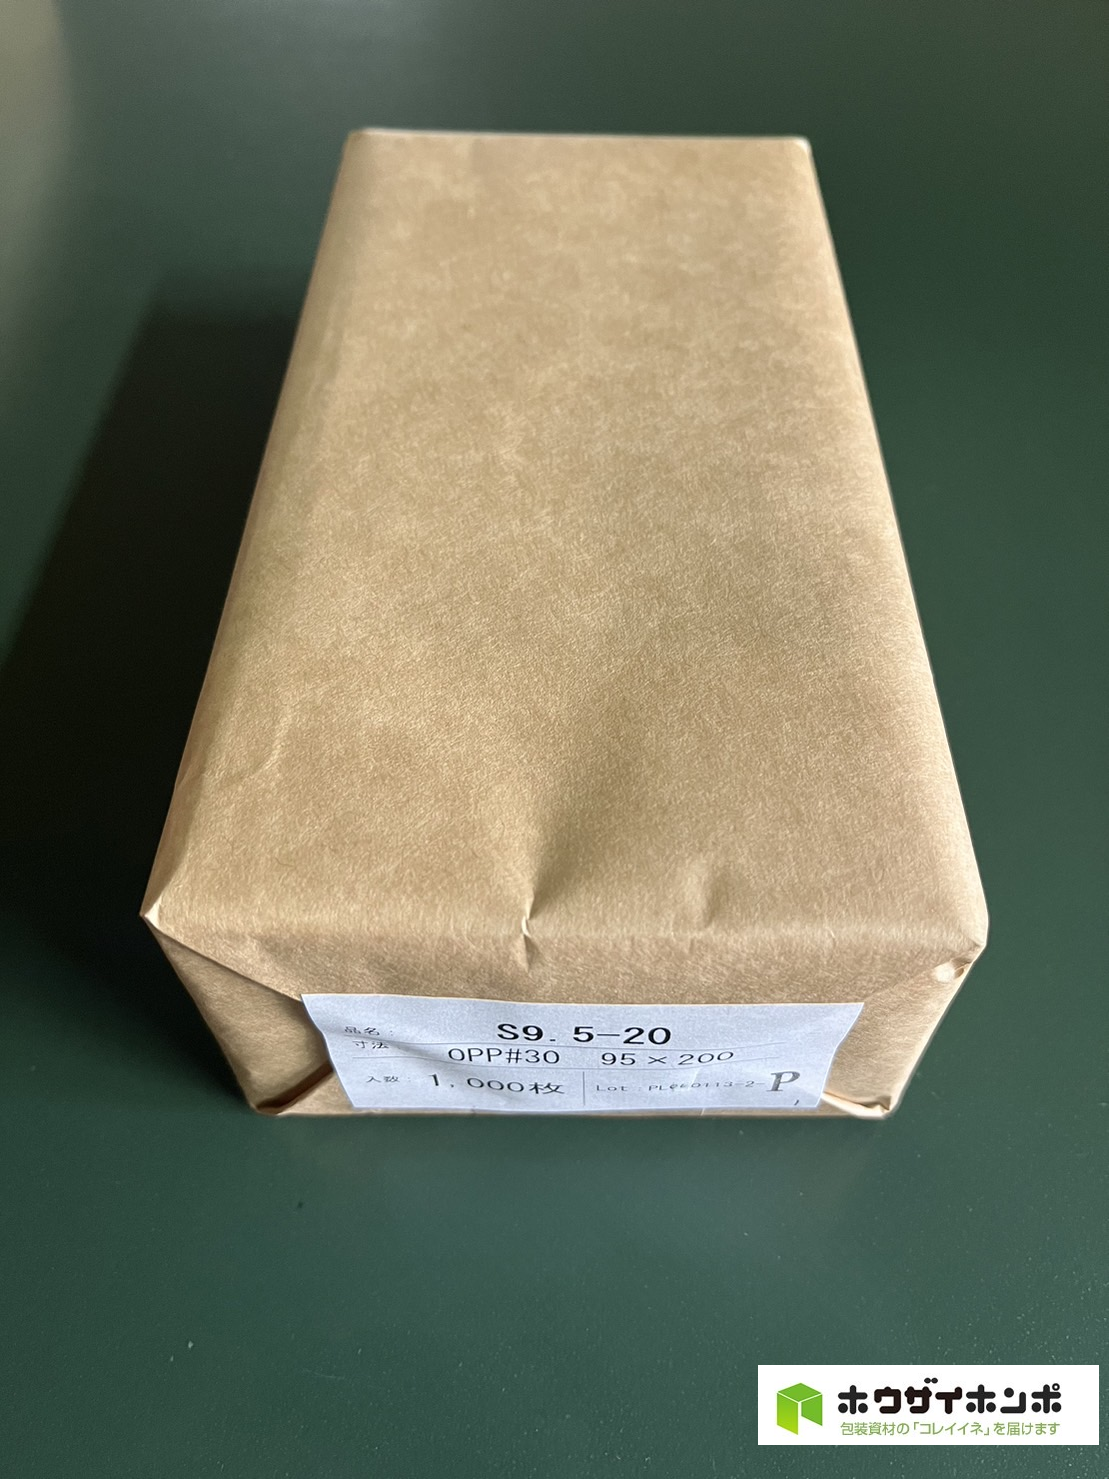 品名: S9.5-20
寸法 OPP#30 95×200
入数: 1,000枚 Lot: P
ホウザイホンポ
包装資材の「コレイイネ」を届けます